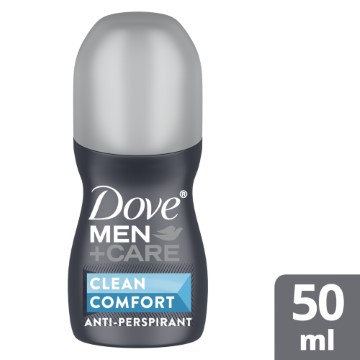 Dove®
MEN
+CARE
CLEAN
COMFORT
ANTI-PERSPIRANT
50
ml